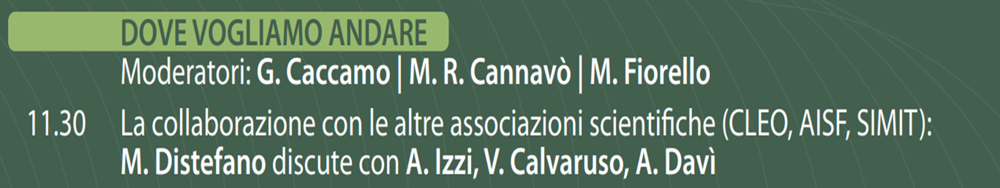 DOVE VOGLIAMO ANDARE
Moderatori: G. Caccamo | M. R. Cannavò | M. Fiorello
11.30 La collaborazione con le altre associazioni scientifiche (CLEO, AISF, SIMIT):
M. Distefano discute con A. Izzi, V. Calvaruso, A. Davì